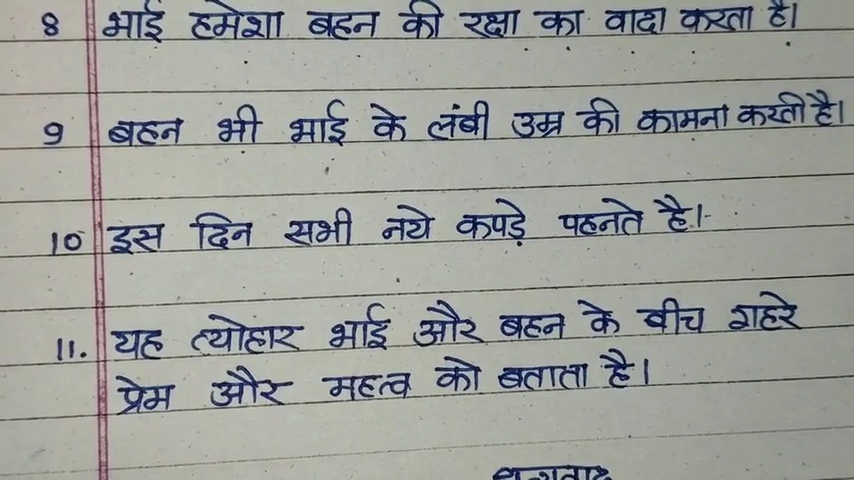 8 भाई हमेशा बहन की रक्षा का वादा करता है।
9 बहन भी भाई के लंबी उम्र की कामना करती है।
10 इस दिन सभी नये कपड़े पहनते है।
11. यह त्योहार भाई और बहन के बीच गहरे
प्रेम और महत्व को बताता है।